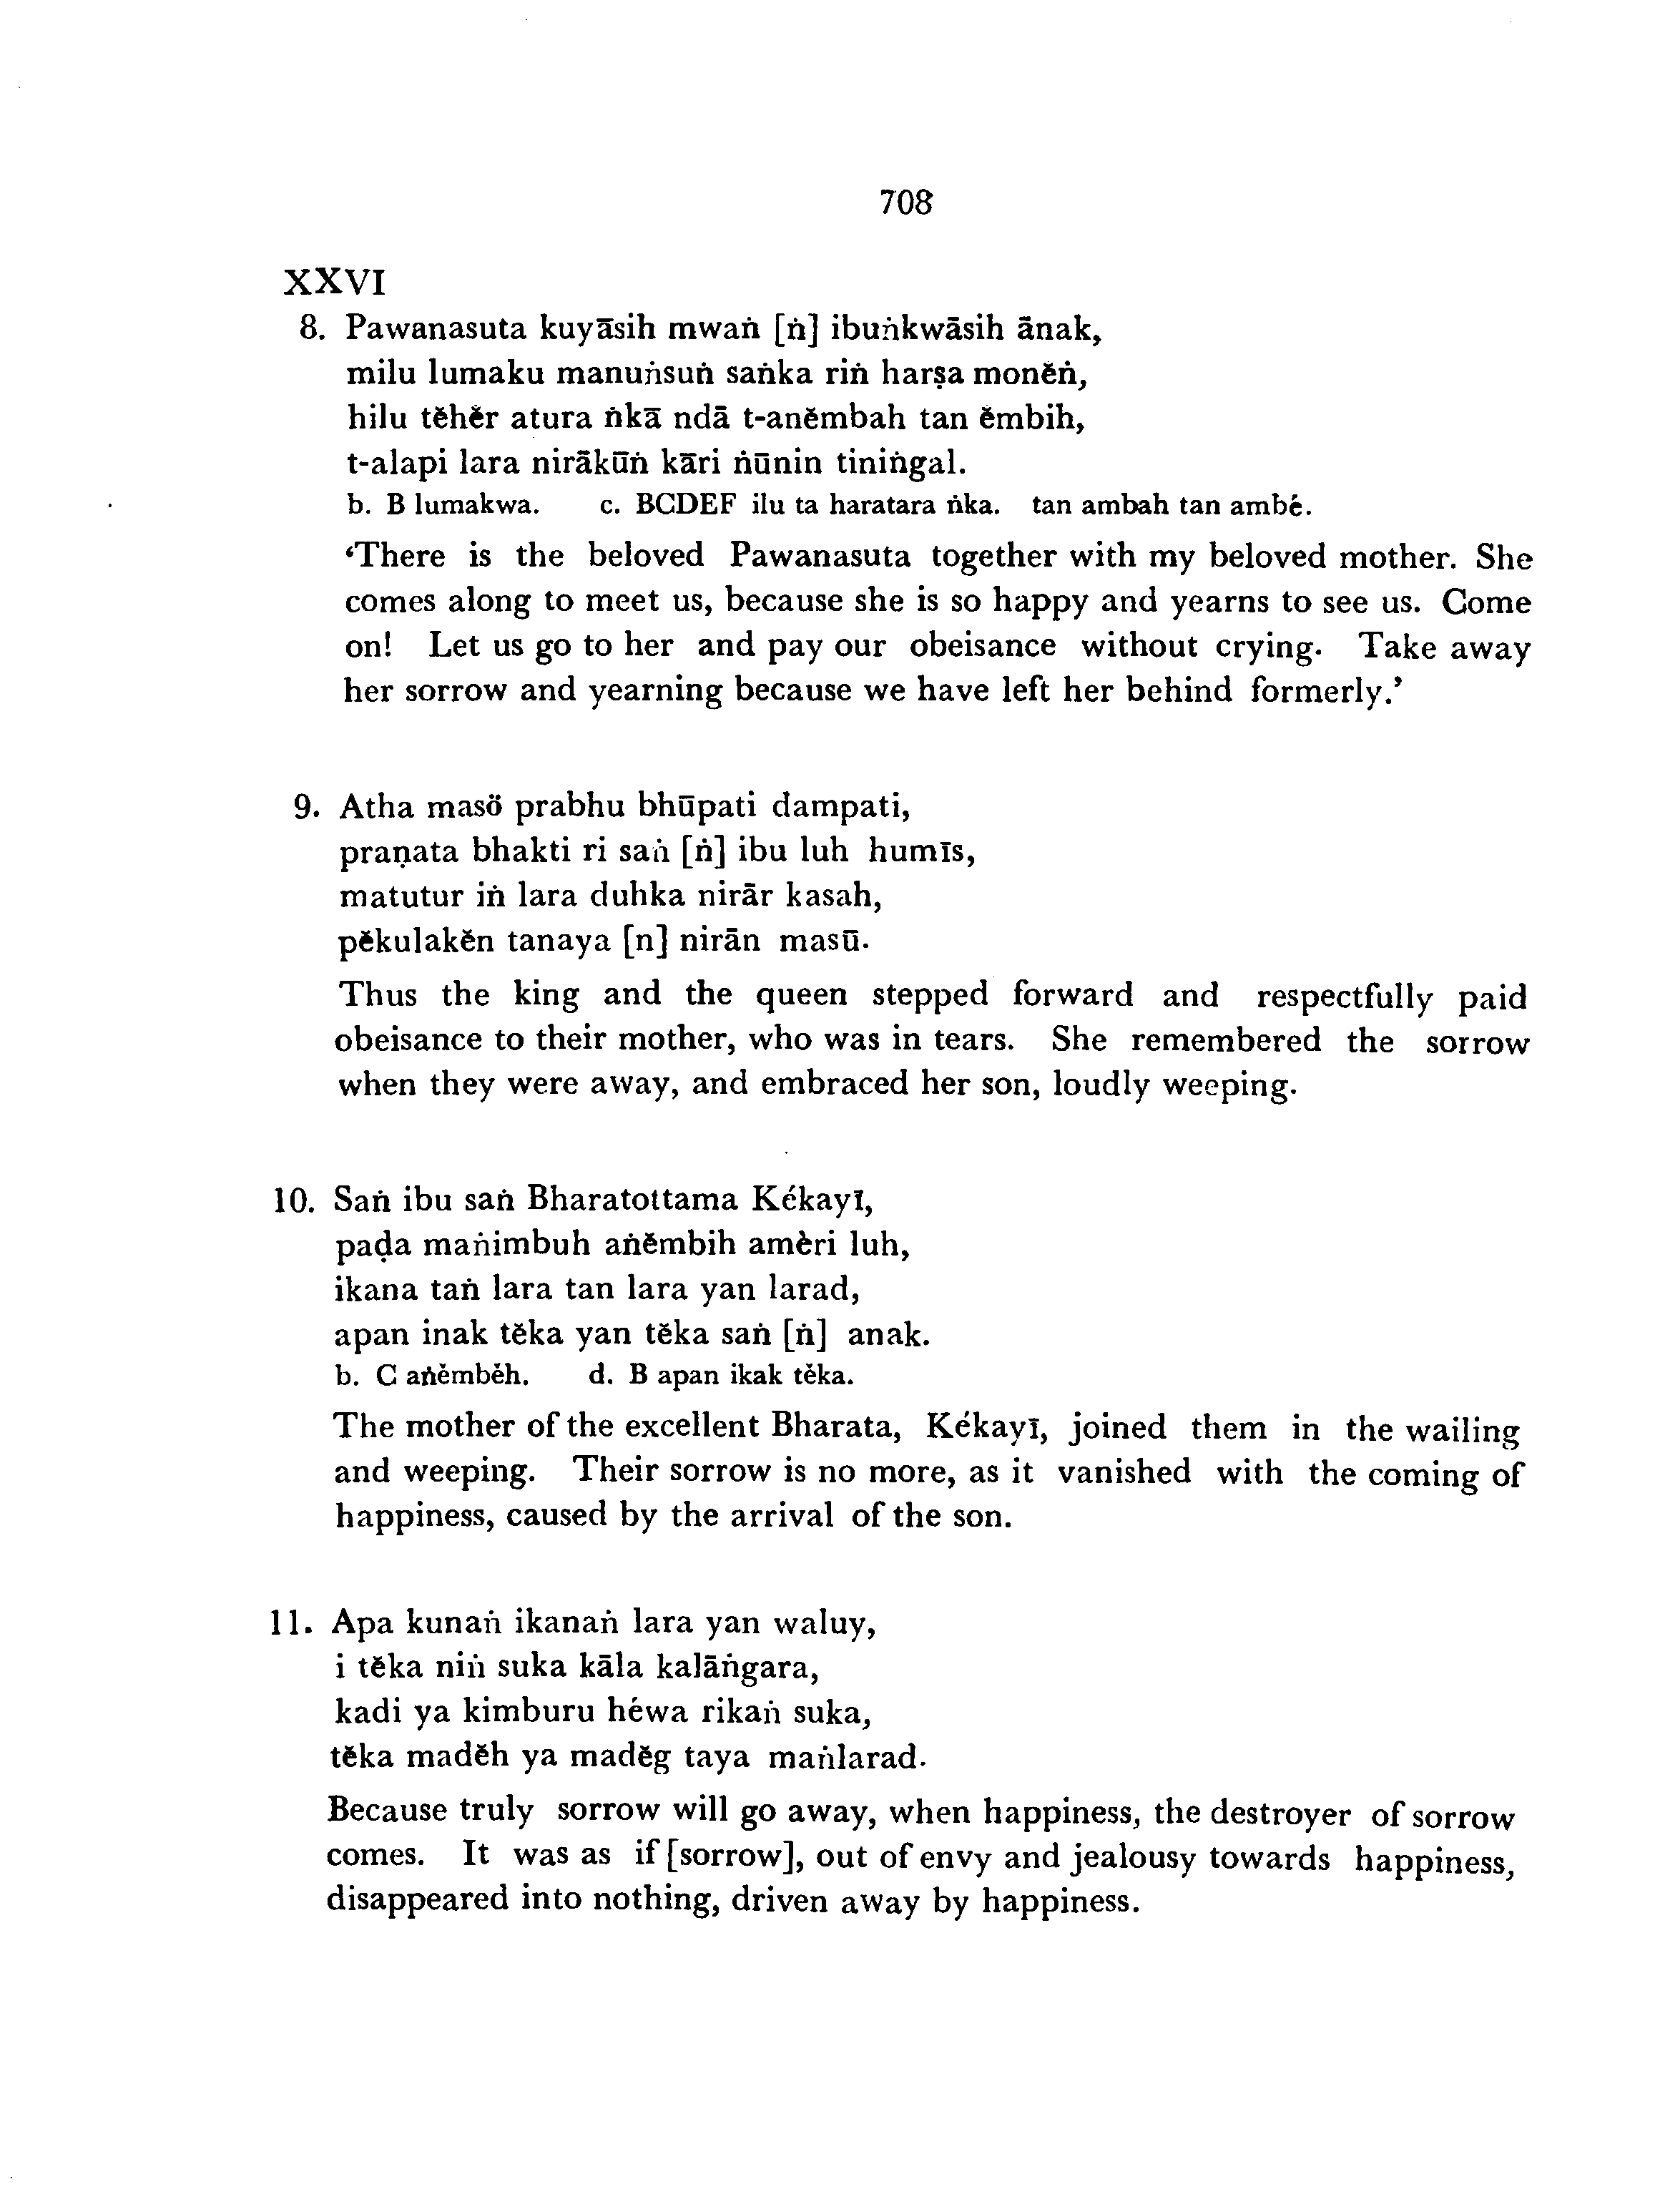 708
XXVI
8. Pawanasuta kuyāsih mwaṅ [ṅ] ibuṅkwāsih ānak,
milu lumaku manuṅsuṅ saṅka riṅ harṣa monĕṅ,
hilu tĕhĕr atura ṅkā ndā t-anĕmbah tan ĕmbih,
t-alapi lara nirākūṅ kāri ṅūnin tiniṅgal.
b. B lumakwa. c. BCDEF ilu ta haratara ṅka. tan ambah tan ambé.
‘There is the beloved Pawanasuta together with my beloved mother. She
comes along to meet us, because she is so happy and yearns to see us. Come
on! Let us go to her and pay our obeisance without crying. Take away
her sorrow and yearning because we have left her behind formerly.’
9. Atha masö prabhu bhūpati dampati,
praṇata bhakti ri saṅ [ṅ] ibu luh humīs,
matutur iṅ lara duhka nirār kasah,
pĕkulakĕn tanaya [n] nirān masū.
Thus the king and the queen stepped forward and respectfully paid
obeisance to their mother, who was in tears. She remembered the sorrow
when they were away, and embraced her son, loudly weeping.
10. Saṅ ibu saṅ Bharatottama Kékayī,
paḍa maṅimbuh aṅĕmbih amèri luh,
ikana taṅ lara tan lara yan larad,
apan inak tĕka yan tĕka saṅ [ṅ] anak.
b. C aṅĕmbĕh. d. B apan ikak tĕka.
The mother of the excellent Bharata, Kékayī, joined them in the wailing
and weeping. Their sorrow is no more, as it vanished with the coming of
happiness, caused by the arrival of the son.
11. Apa kunaṅ ikanaṅ lara yan waluy,
i tĕka niṅ suka kāla kalāṅgara,
kadi ya kimburu héwa rikaṅ suka,
tĕka madĕh ya madĕg taya maṅlarad.
Because truly sorrow will go away, when happiness, the destroyer of sorrow
comes. It was as if [sorrow], out of envy and jealousy towards happiness,
disappeared into nothing, driven away by happiness.